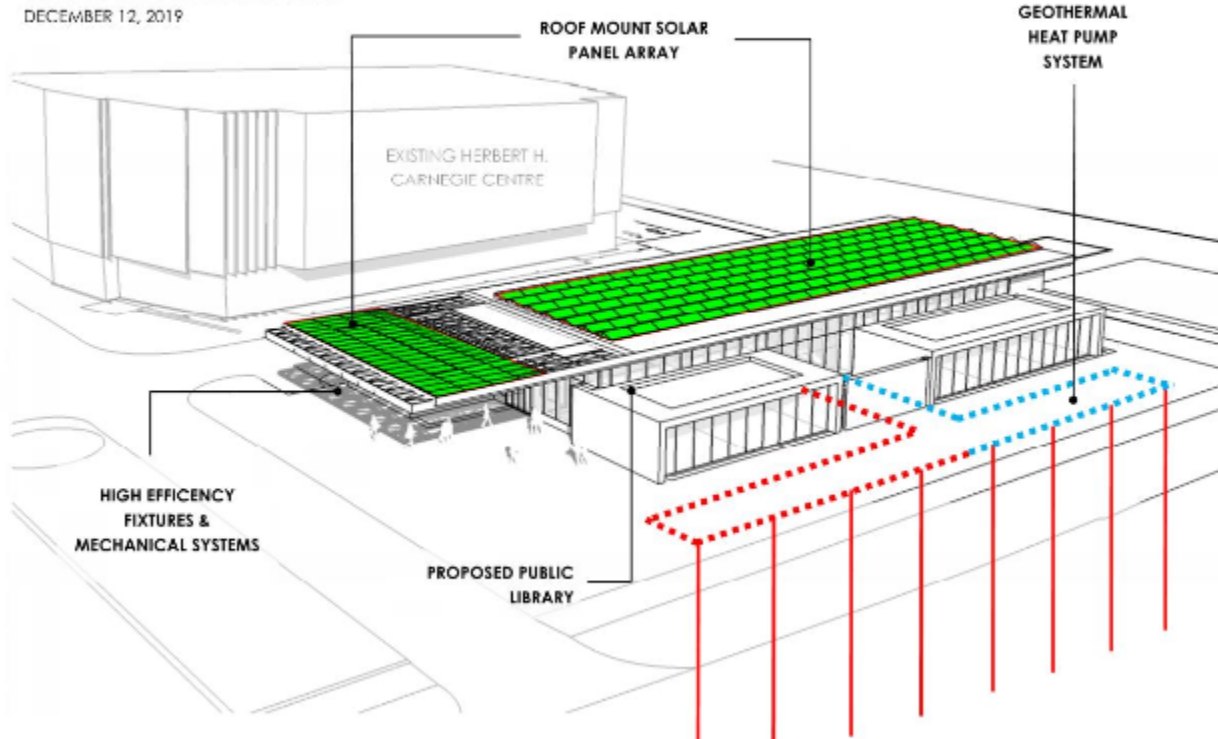 DECEMBER 12, 2019
ROOF MOUNT SOLAR
PANEL ARRAY
GEOTHERMAL
HEAT PUMP
SYSTEM
EXISTING HERBERT H.
CARNEGIE CENTRE
HIGH EFFICENCY
FIXTURES &
MECHANICAL SYSTEMS
PROPOSED PUBLIC
LIBRARY